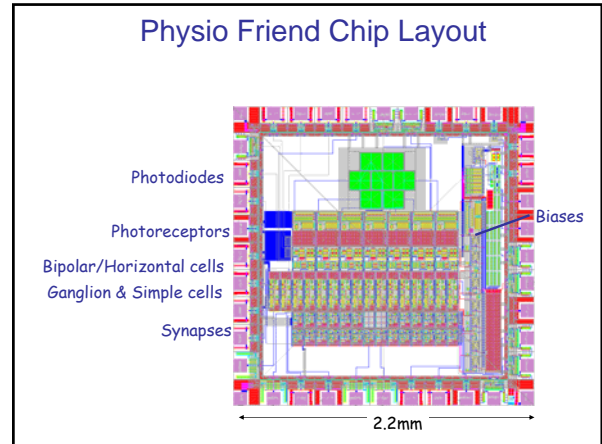 Physio Friend Chip Layout
Photodiodes
Photoreceptors
Biases
Bipolar/Horizontal cells
Ganglion & Simple cells
Synapses
2.2mm